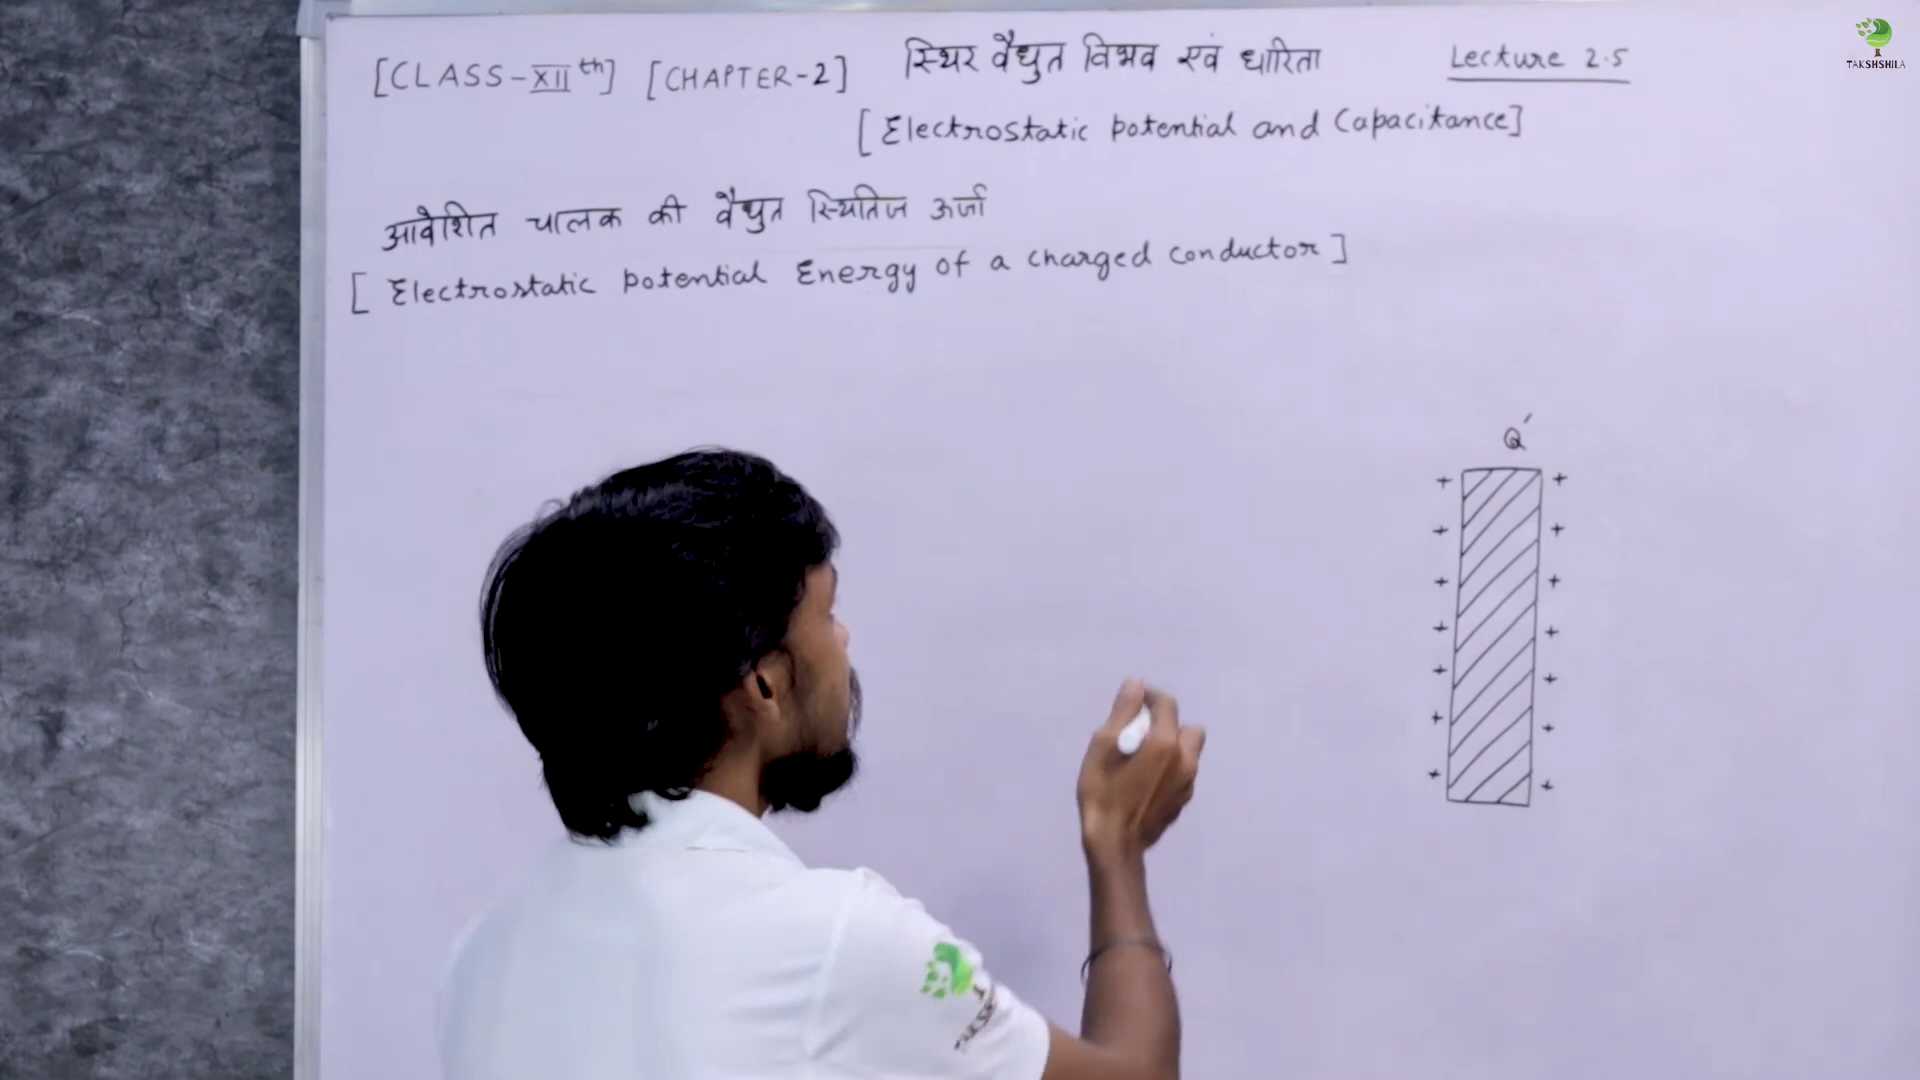 [CLASS-XIIth] [CHAPTER-2] स्थिर वैद्युत विभव एवं धारिता Lecture 2.5
[Electrostatic potential and Capacitance]
आवेशित चालक की वैद्युत स्थितिज ऊर्जा
[Electrostatic potential Energy of a charged conductor]
Q'
+ +
+ +
+ +
+ +
+ +
+ +
+ +
TAKSHSHILA